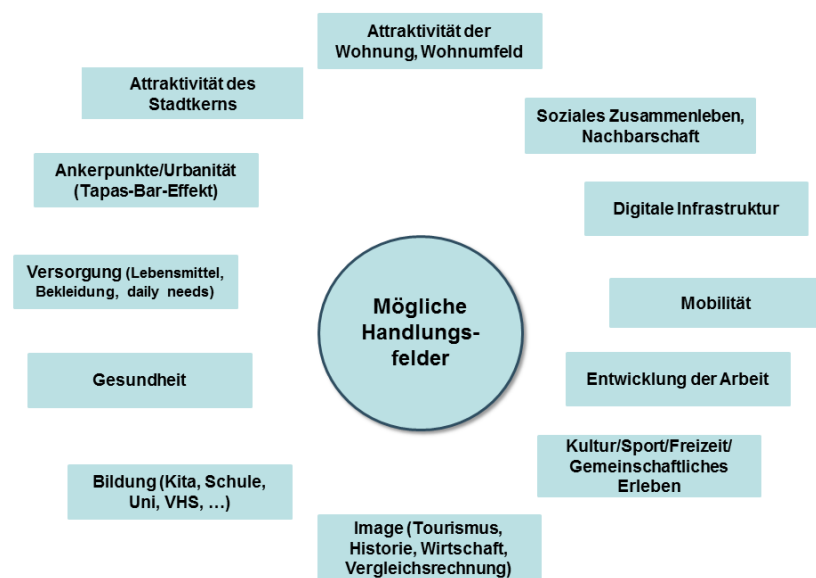 Attraktivität der
Wohnung, Wohnumfeld
Attraktivität des
Stadtkerns
Soziales Zusammenleben,
Nachbarschaft
Ankerpunkte/Urbanität
(Tapas-Bar-Effekt)
Digitale Infrastruktur
Versorgung (Lebensmittel,
Bekleidung, daily needs)
Mögliche
Handlungs-
felder
Mobilität
Gesundheit
Entwicklung der Arbeit
Kultur/Sport/Freizeit/
Gemeinschaftliches
Erleben
Bildung (Kita, Schule,
Uni, VHS, …)
Image (Tourismus,
Historie, Wirtschaft,
Vergleichsrechnung)